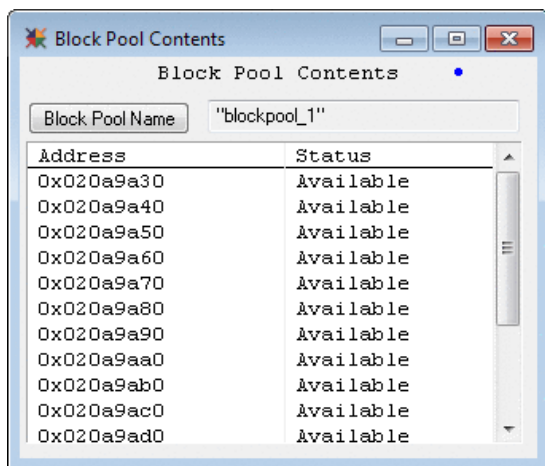 Block Pool Contents
Block Pool Contents
Block Pool Name "blockpool_1"
Address Status
0x020a9a30 Available
0x020a9a40 Available
0x020a9a50 Available
0x020a9a60 Available
0x020a9a70 Available
0x020a9a80 Available
0x020a9a90 Available
0x020a9aa0 Available
0x020a9ab0 Available
0x020a9ac0 Available
0x020a9ad0 Available